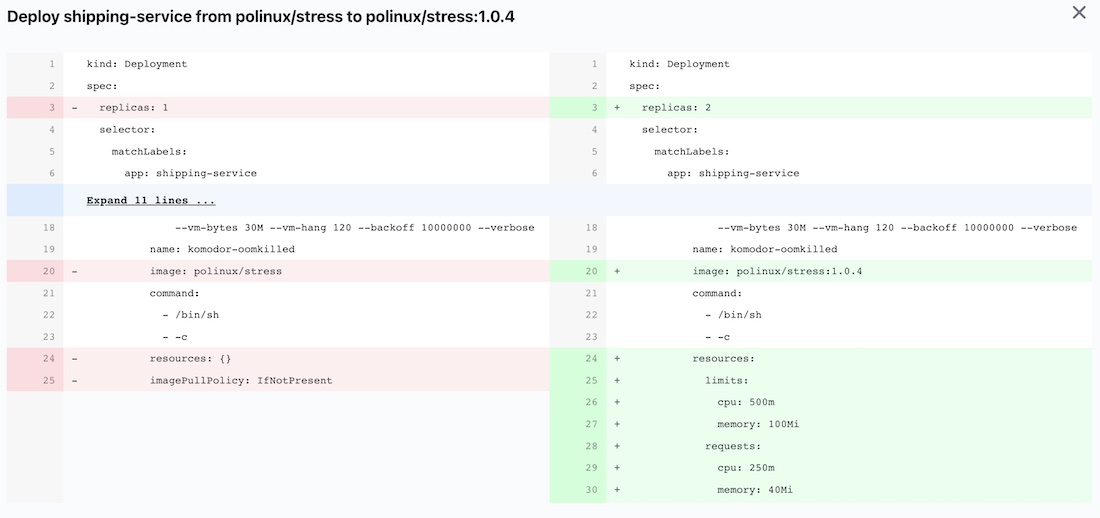 Deploy shipping-service from polinux/stress to polinux/stress:1.0.4
1 kind: Deployment
2 spec:
3 - replicas: 1
4 selector:
5 matchLabels:
6 app: shipping-service
Expand 11 lines ...
18 --vm-bytes 30M --vm-hang 120 --backoff 10000000 --verbose
19 name: komodor-oomkilled
20 - image: polinux/stress
21 command:
22 - /bin/sh
23 - -c
24 - resources: {}
25 - imagePullPolicy: IfNotPresent
1 kind: Deployment
2 spec:
3 + replicas: 2
4 selector:
5 matchLabels:
6 app: shipping-service
18 --vm-bytes 30M --vm-hang 120 --backoff 10000000 --verbose
19 name: komodor-oomkilled
20 + image: polinux/stress:1.0.4
21 command:
22 - /bin/sh
23 - -c
24 + resources:
25 + limits:
26 + cpu: 500m
27 + memory: 100Mi
28 + requests:
29 + cpu: 250m
30 + memory: 40Mi